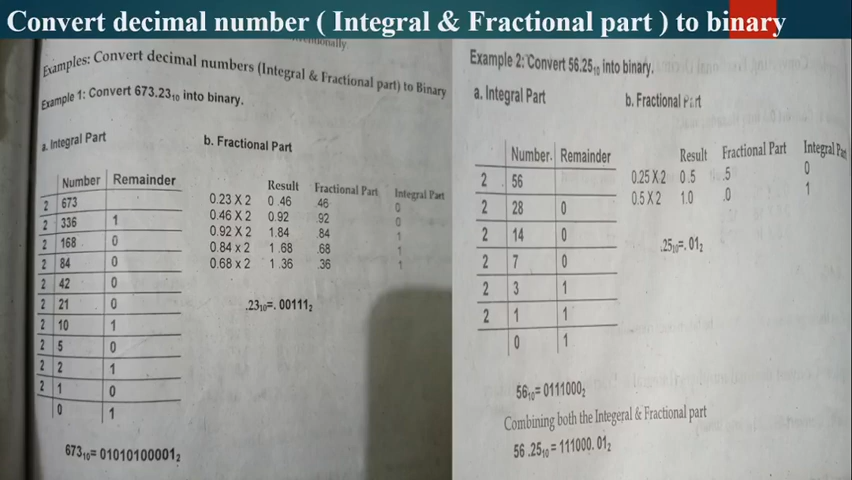 Convert decimal number ( Integral & Fractional part ) to binary
Examples: Convert decimal numbers (Integral & Fractional part) to Binary
Example 1: Convert 673.23₁₀ into binary.
a. Integral Part
b. Fractional Part
Number Remainder
2 673
2 336 1
2 168 0
2 84 0
2 42 0
2 21 0
2 10 1
2 5 0
2 2 1
2 1 0
0 1
673₁₀= 01010100001₂
Result Fractional Part Integral Part
0.23 X 2 0.46 .46 0
0.46 X 2 0.92 .92 0
0.92 X 2 1.84 .84 1
0.84 x 2 1.68 .68 1
0.68 x 2 1.36 .36 1
.23₁₀=. 00111₂
Example 2: Convert 56.25₁₀ into binary.
a. Integral Part
b. Fractional Part
Number. Remainder
2 56
2 28 0
2 14 0
2 7 0
2 3 1
2 1 1
0 1
Result Fractional Part Integral Part
0.25 X 2 0.5 .5 0
0.5 X 2 1.0 .0 1
.25₁₀=. 01₂
56₁₀= 0111000₂
Combining both the Integeral & Fractional part
56 .25₁₀ = 111000. 01₂